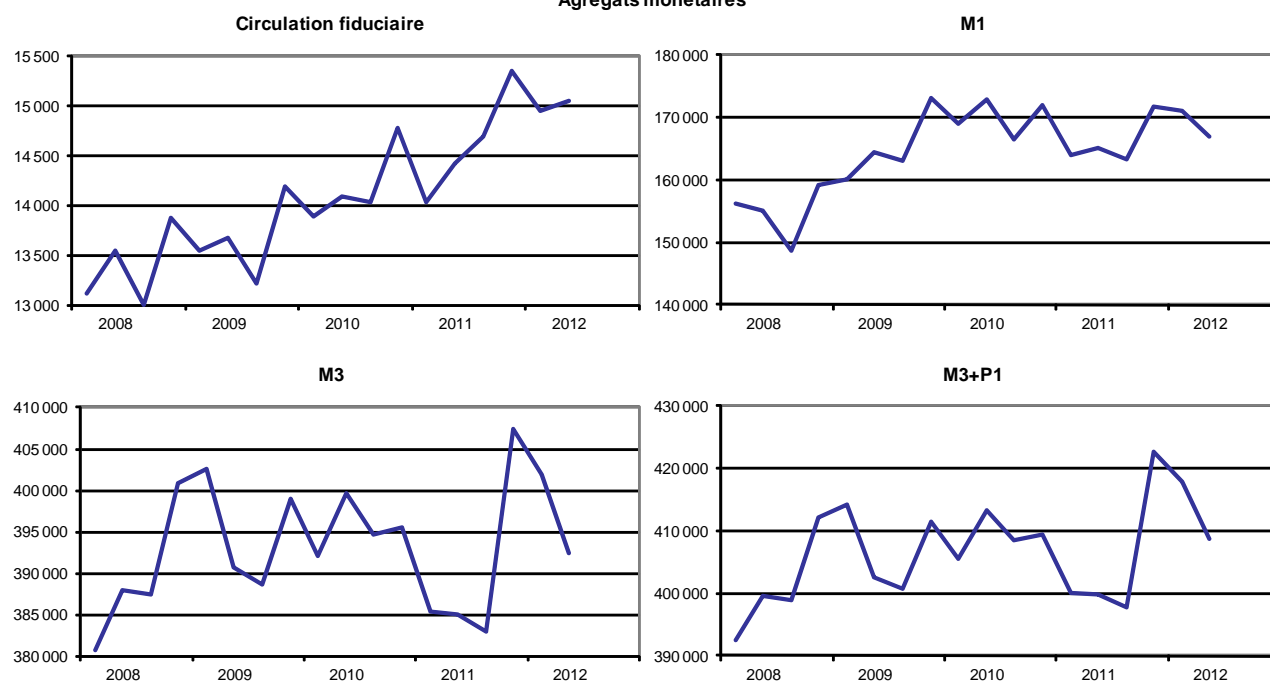 Agrégats monétaires
Circulation fiduciaire
15 500
15 000
14 500
14 000
13 500
13 000
2008 2009 2010 2011 2012
M1
180 000
170 000
160 000
150 000
140 000
2008 2009 2010 2011 2012
M3
410 000
405 000
400 000
395 000
390 000
385 000
380 000
2008 2009 2010 2011 2012
M3+P1
430 000
420 000
410 000
400 000
390 000
2008 2009 2010 2011 2012